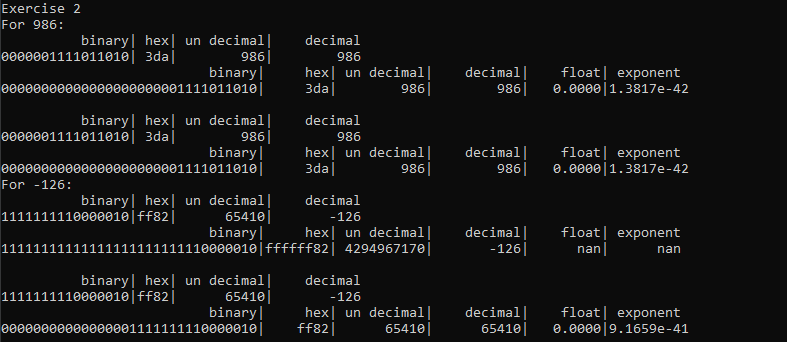 Exercise 2
For 986:
binary| hex| un decimal| decimal
0000001111011010| 3da| 986| 986
binary| hex| un decimal| decimal| float| exponent
00000000000000000000001111011010| 3da| 986| 986| 0.0000|1.3817e-42
binary| hex| un decimal| decimal
0000001111011010| 3da| 986| 986
binary| hex| un decimal| decimal| float| exponent
00000000000000000000001111011010| 3da| 986| 986| 0.0000|1.3817e-42
For -126:
binary| hex| un decimal| decimal
1111111110000010|ff82| 65410| -126
binary| hex| un decimal| decimal| float| exponent
11111111111111111111111110000010|ffffff82| 4294967170| -126| nan| nan
binary| hex| un decimal| decimal
1111111110000010|ff82| 65410| -126
binary| hex| un decimal| decimal| float| exponent
00000000000000001111111110000010| ff82| 65410| 65410| 0.0000|9.1659e-41